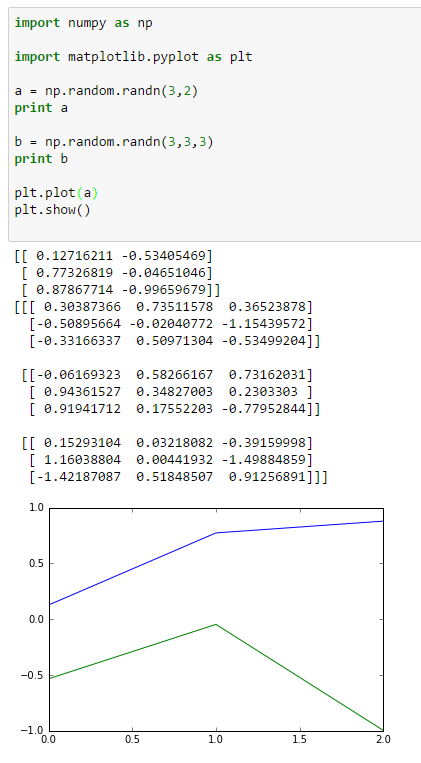 import numpy as np
import matplotlib.pyplot as plt
a = np.random.randn(3,2)
print a
b = np.random.randn(3,3,3)
print b
plt.plot(a)
plt.show()
[[ 0.12716211 -0.53405469]
 [ 0.77326819 -0.04651046]
 [ 0.87867714 -0.99659679]]
[[[ 0.30387366  0.73511578  0.36523878]
  [-0.50895664 -0.02040772 -1.15439572]
  [-0.33166337  0.50971304 -0.53499204]]
 [[-0.06169323  0.58266167  0.73162031]
  [ 0.94361527  0.34827003  0.2303303 ]
  [ 0.91941712  0.17552203 -0.77952844]]
 [[ 0.15293104  0.03218082 -0.39159998]
  [ 1.16038804  0.00441932 -1.49884859]
  [-1.42187087  0.51848507  0.91256891]]]
1.0
0.5
0.0
−0.5
−1.0
0.0 0.5 1.0 1.5 2.0